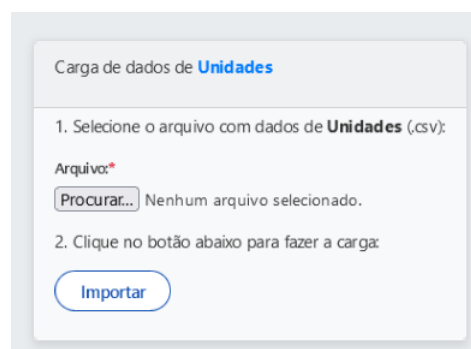 Carga de dados de Unidades
1. Selecione o arquivo com dados de Unidades (.csv):
Arquivo:*
Procurar... Nenhum arquivo selecionado.
2. Clique no botão abaixo para fazer a carga:
Importar